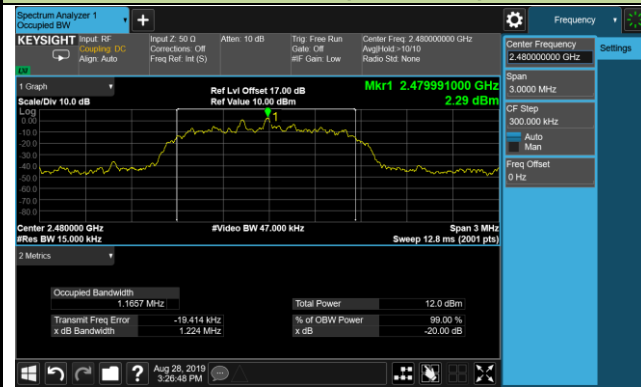 Spectrum Analyzer 1
Occupied BW
Frequency
KEYSIGHT
Input: RF
Coupling: DC
Align: Auto
Input Z: 50 Ω
Corrections: Off
Freq Ref: Int (S)
Atten: 10 dB
Trig: Free Run
Gate: Off
#IF Gain: Low
Center Freq: 2.480000000 GHz
Avg|Hold:>10/10
Radio Std: None
LXI
Center Frequency
2.480000000 GHz
Settings
Span
3.0000 MHz
CF Step
300.000 kHz
Auto
Man
Freq Offset
0 Hz
1 Graph
Scale/Div 10.0 dB
Ref Lvl Offset 17.00 dB
Ref Value 10.00 dBm
Mkr1 2.479991000 GHz
2.29 dBm
Log
0.00
-10.0
-20.0
-30.0
-40.0
-50.0
-60.0
-70.0
-80.0
1
Center 2.480000 GHz
#Res BW 15.000 kHz
#Video BW 47.000 kHz
Span 3 MHz
Sweep 12.8 ms (2001 pts)
2 Metrics
Occupied Bandwidth
1.1657 MHz
Total Power 12.0 dBm
Transmit Freq Error -19.414 kHz
% of OBW Power 99.00 %
x dB Bandwidth 1.224 MHz
x dB -20.00 dB
Aug 28, 2019
3:26:48 PM